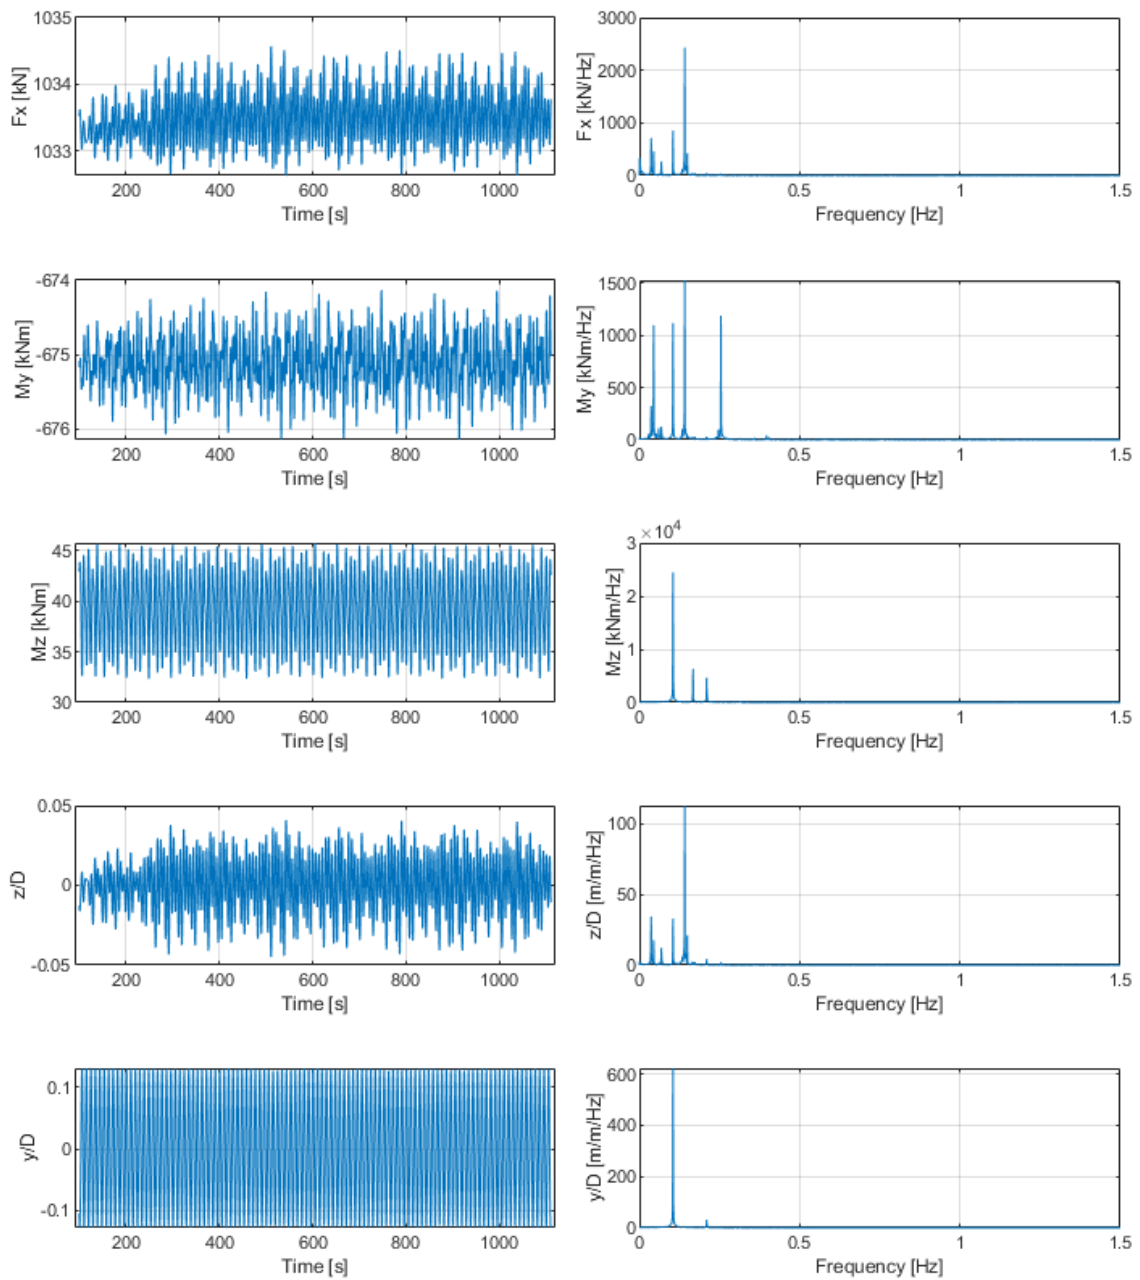 1035
1034
1033
Fx [kN]
200 400 600 800 1000
Time [s]
3000
2000
1000
0
Fx [kN/Hz]
0 0.5 1 1.5
Frequency [Hz]
-674
-675
-676
My [kNm]
200 400 600 800 1000
Time [s]
1500
1000
500
0
My [kNm/Hz]
0 0.5 1 1.5
Frequency [Hz]
45
40
35
30
Mz [kNm]
200 400 600 800 1000
Time [s]
×10^4
3
2
1
0
Mz [kNm/Hz]
0 0.5 1 1.5
Frequency [Hz]
0.05
0
-0.05
z/D
200 400 600 800 1000
Time [s]
100
50
0
z/D [m/m/Hz]
0 0.5 1 1.5
Frequency [Hz]
0.1
0
-0.1
y/D
200 400 600 800 1000
Time [s]
600
400
200
0
y/D [m/m/Hz]
0 0.5 1 1.5
Frequency [Hz]